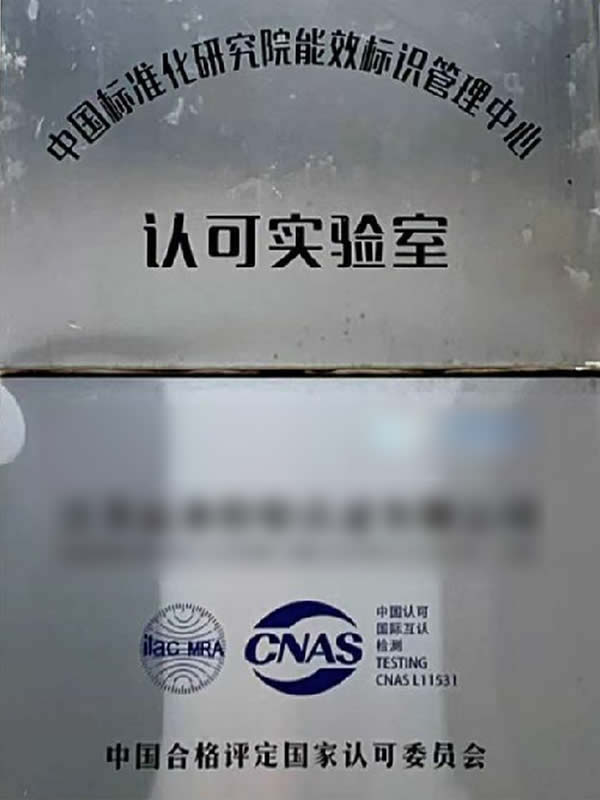 中国标准化研究院能效标识管理中心
认可实验室
ilac-MRA
CNAS
中国认可
国际互认
检测
TESTING
CNAS L11531
中国合格评定国家认可委员会